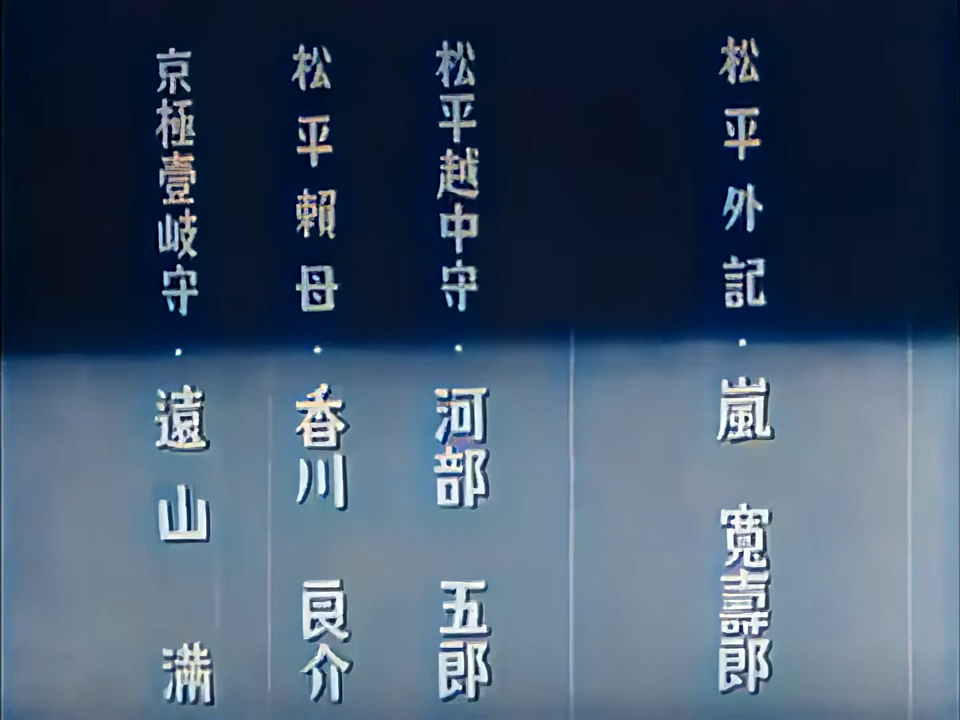 松平外記・嵐 寛壽郎
松平越中守・河部 五郎
松平賴母・香川 良介
京極壹岐守・遠山 満